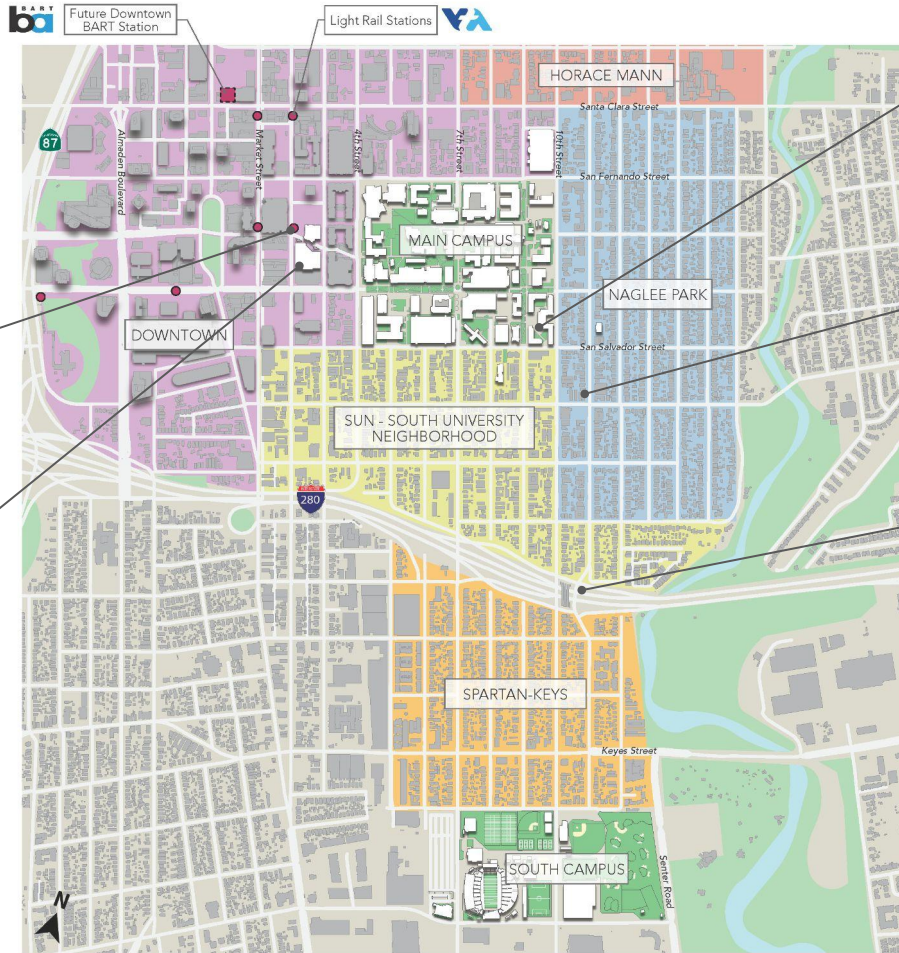 BART
ba
Future Downtown
BART Station
Light Rail Stations
VTA
HORACE MANN
Santa Clara Street
87
Almaden Boulevard
Market Street
4th Street
7th Street
10th Street
San Fernando Street
MAIN CAMPUS
NAGLEE PARK
DOWNTOWN
San Salvador Street
SUN - SOUTH UNIVERSITY
NEIGHBORHOOD
280
SPARTAN-KEYS
Keyes Street
SOUTH CAMPUS
Senter Road
N